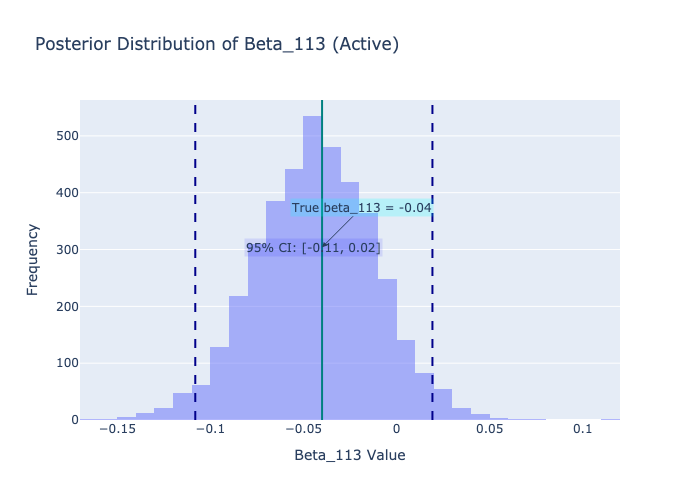 Posterior Distribution of Beta_113 (Active)
500
400
300
200
100
0
Frequency
True beta_113 = -0.04
95% CI: [-0.11, 0.02]
−0.15
−0.1
−0.05
0
0.05
0.1
Beta_113 Value